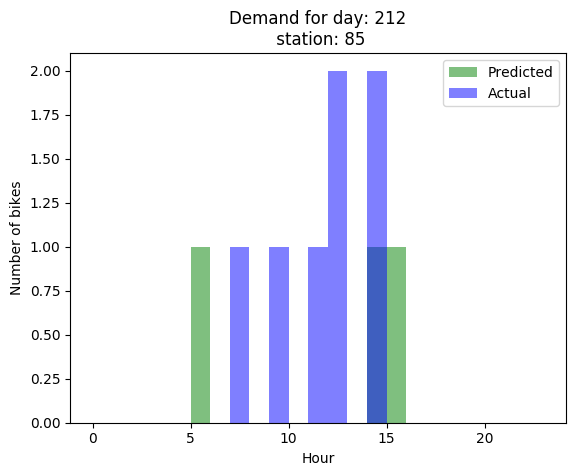 Demand for day: 212
station: 85
Predicted
Actual
Number of bikes
2.00
1.75
1.50
1.25
1.00
0.75
0.50
0.25
0.00
0 5 10 15 20
Hour